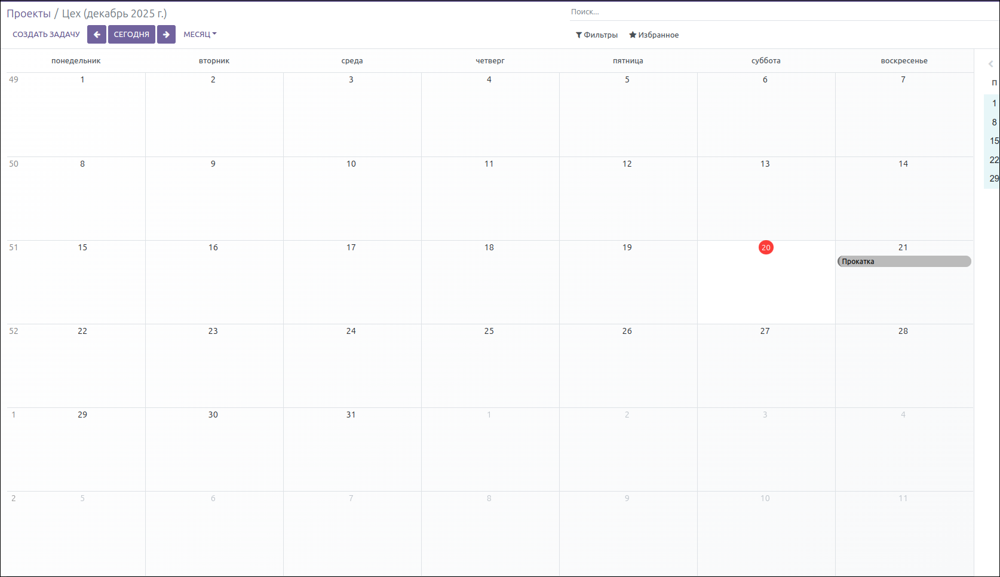 Проекты / Цех (декабрь 2025 г.)
Поиск...
СОЗДАТЬ ЗАДАЧУ СЕГОДНЯ МЕСЯЦ
Фильтры Избранное
понедельник вторник среда четверг пятница суббота воскресенье
49 1 2 3 4 5 6 7
50 8 9 10 11 12 13 14
51 15 16 17 18 19 20 21
Прокатка
52 22 23 24 25 26 27 28
1 29 30 31 1 2 3 4
2 5 6 7 8 9 10 11
П
1
8
15
22
29